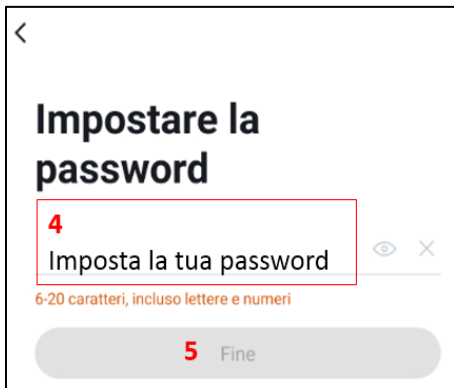 Impostare la
password
4
Imposta la tua password
6-20 caratteri, incluso lettere e numeri
5 Fine